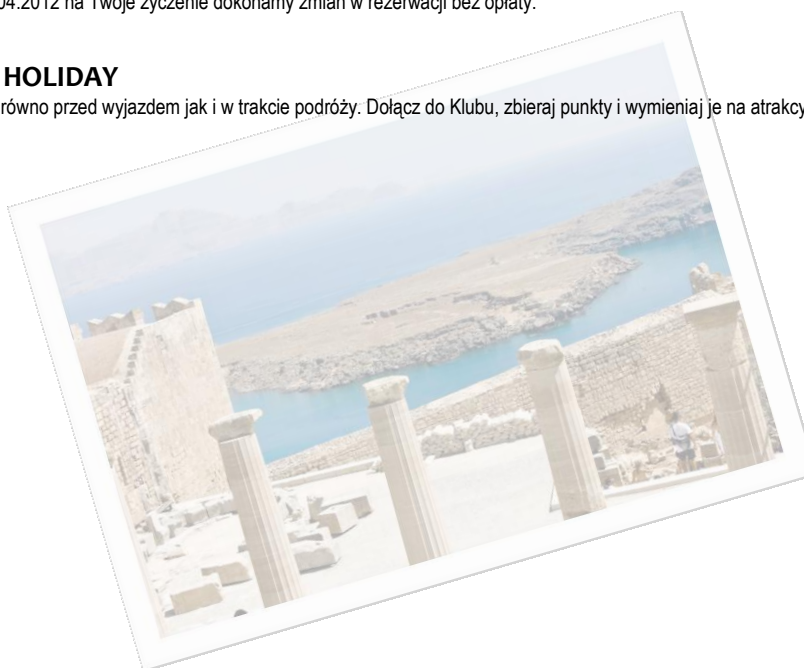 04.2012 na Twoje życzenie dokonamy zmian w rezerwacji bez opłaty.
HOLIDAY
równo przed wyjazdem jak i w trakcie podróży. Dołącz do Klubu, zbieraj punkty i wymieniaj je na atrakcy